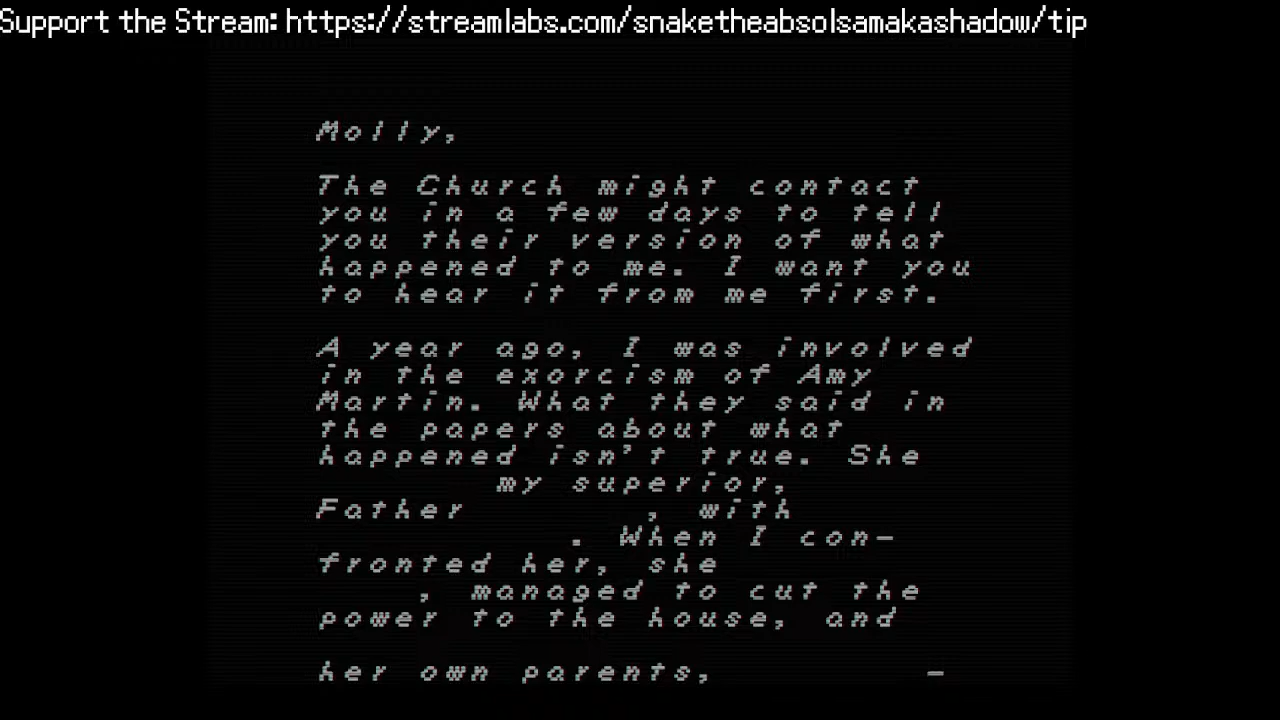 Support the Stream: https://streamlabs.com/snaketheabsolsamakashadow/tip
Molly,
The Church might contact
you in a few days to tell
you their version of what
happened to me. I want you
to hear it from me first.
A year ago, I was involved
in the exorcism of Amy
Martin. What they said in
the papers about what
happened isn't true. She
my superior,
Father , with
. When I con-
fronted her, she
, managed to cut the
power to the house, and
her own parents, -